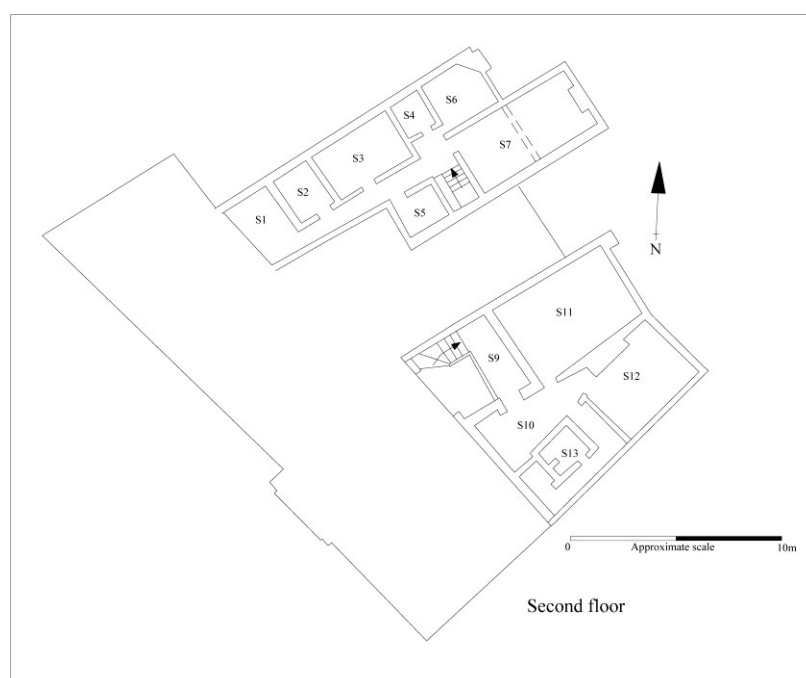 S6
S4
S7
S3
S2
S1
S5
N
S11
S9
S12
S10
S13
0
Approximate scale
10m
Second floor